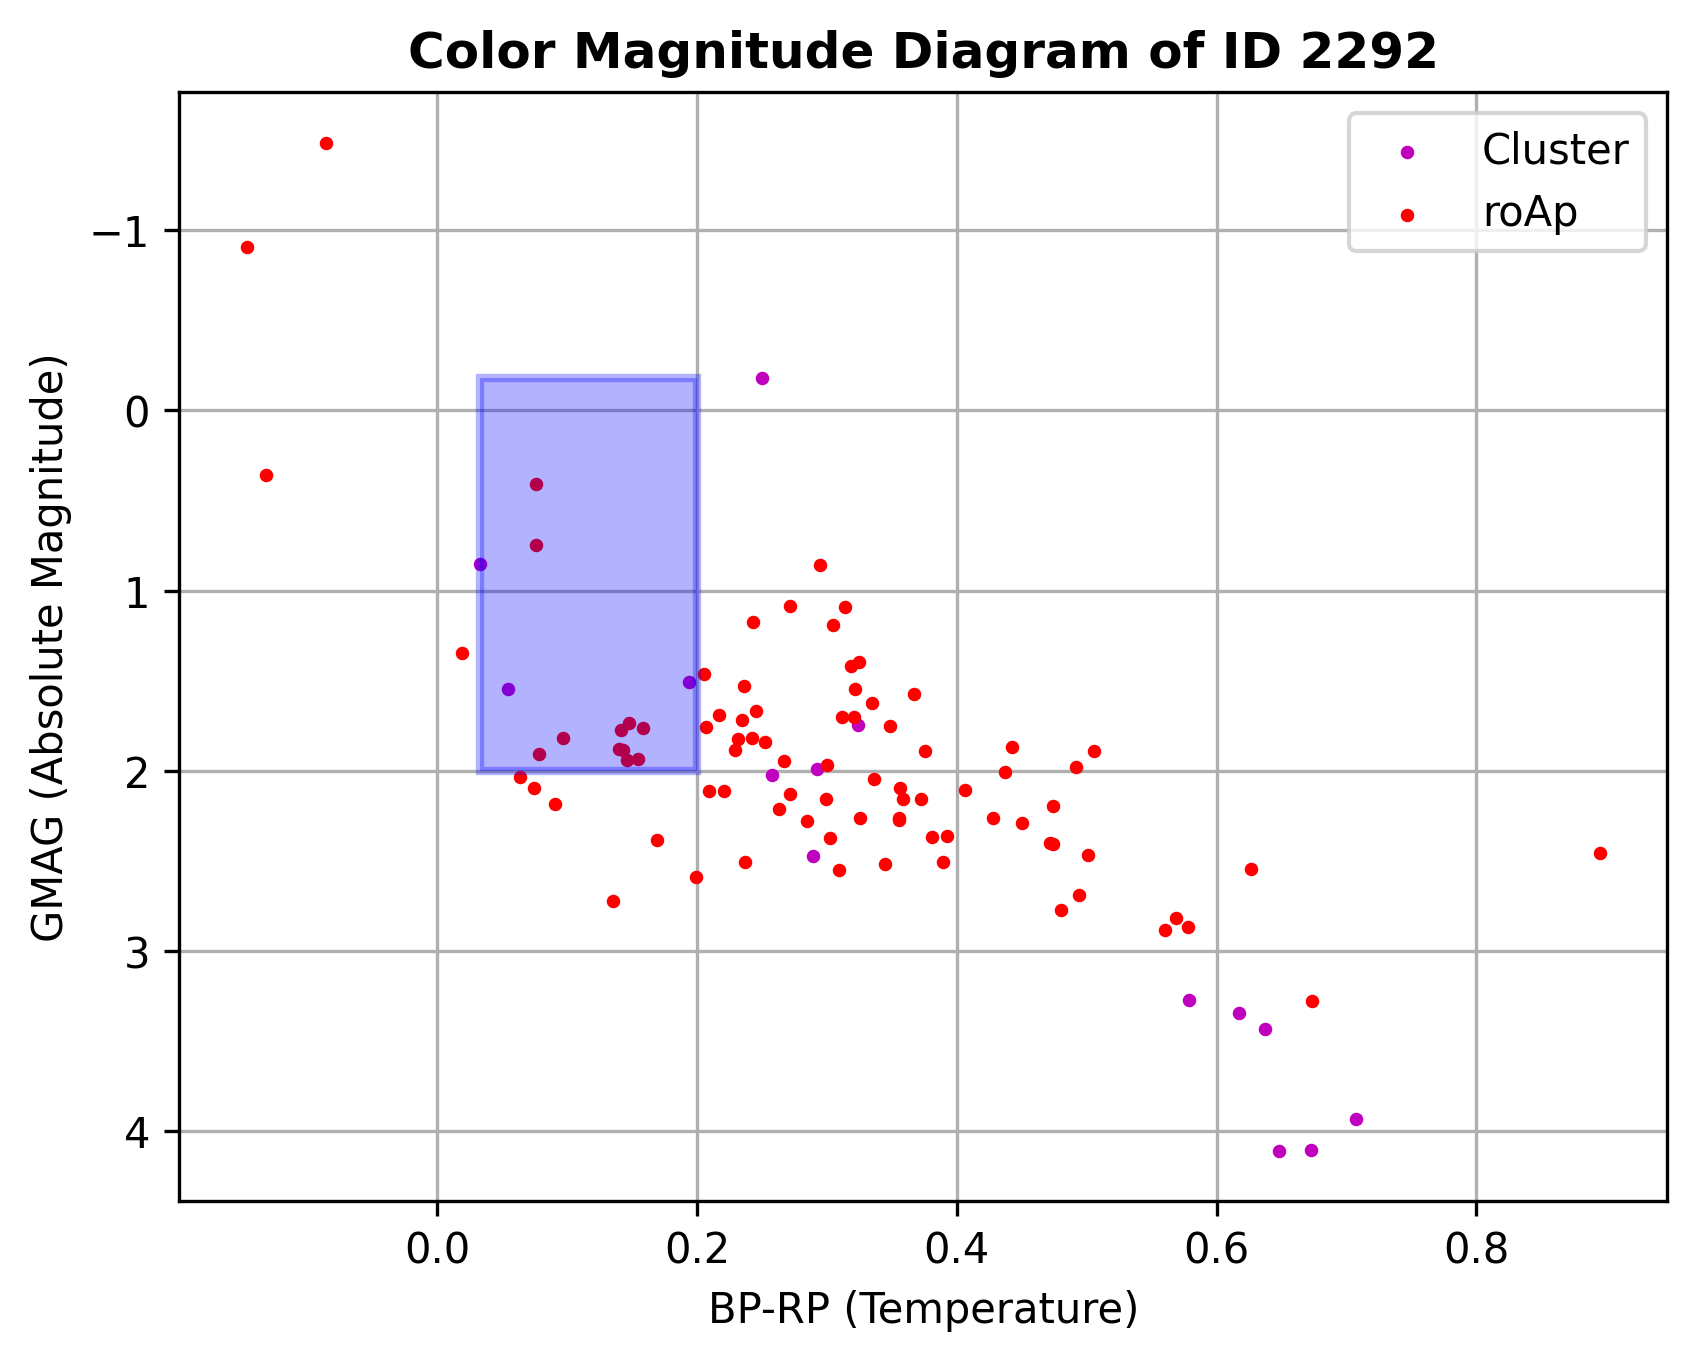 Color Magnitude Diagram of ID 2292
Cluster
roAp
GMAG (Absolute Magnitude)
−1
0
1
2
3
4
0.0 0.2 0.4 0.6 0.8
BP-RP (Temperature)